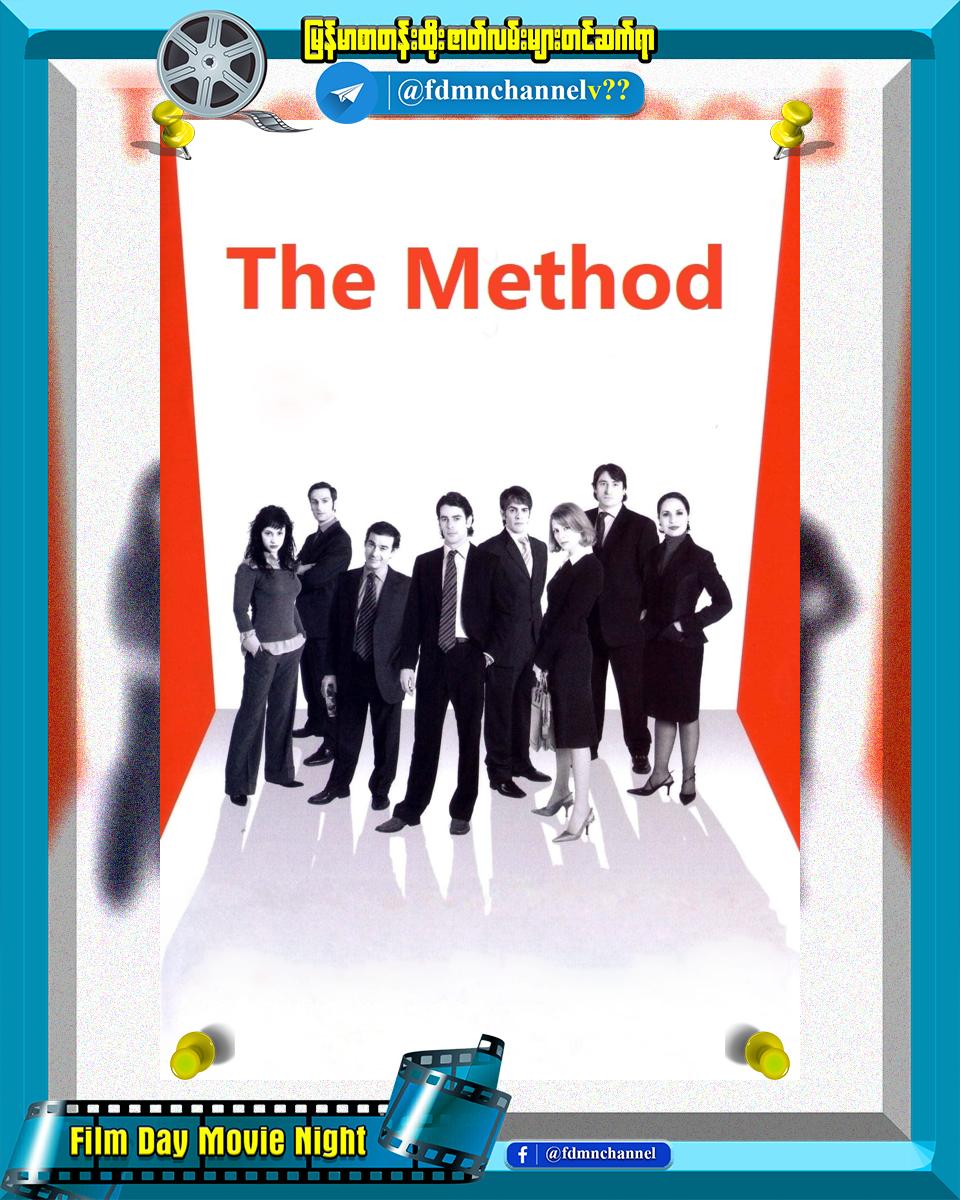 မြန်မာစာတန်းထိုး ဇာတ်လမ်းများတင်ဆက်ရာ
@fdmnchannelv??
The Method
Film Day Movie Night
@fdmnchannel